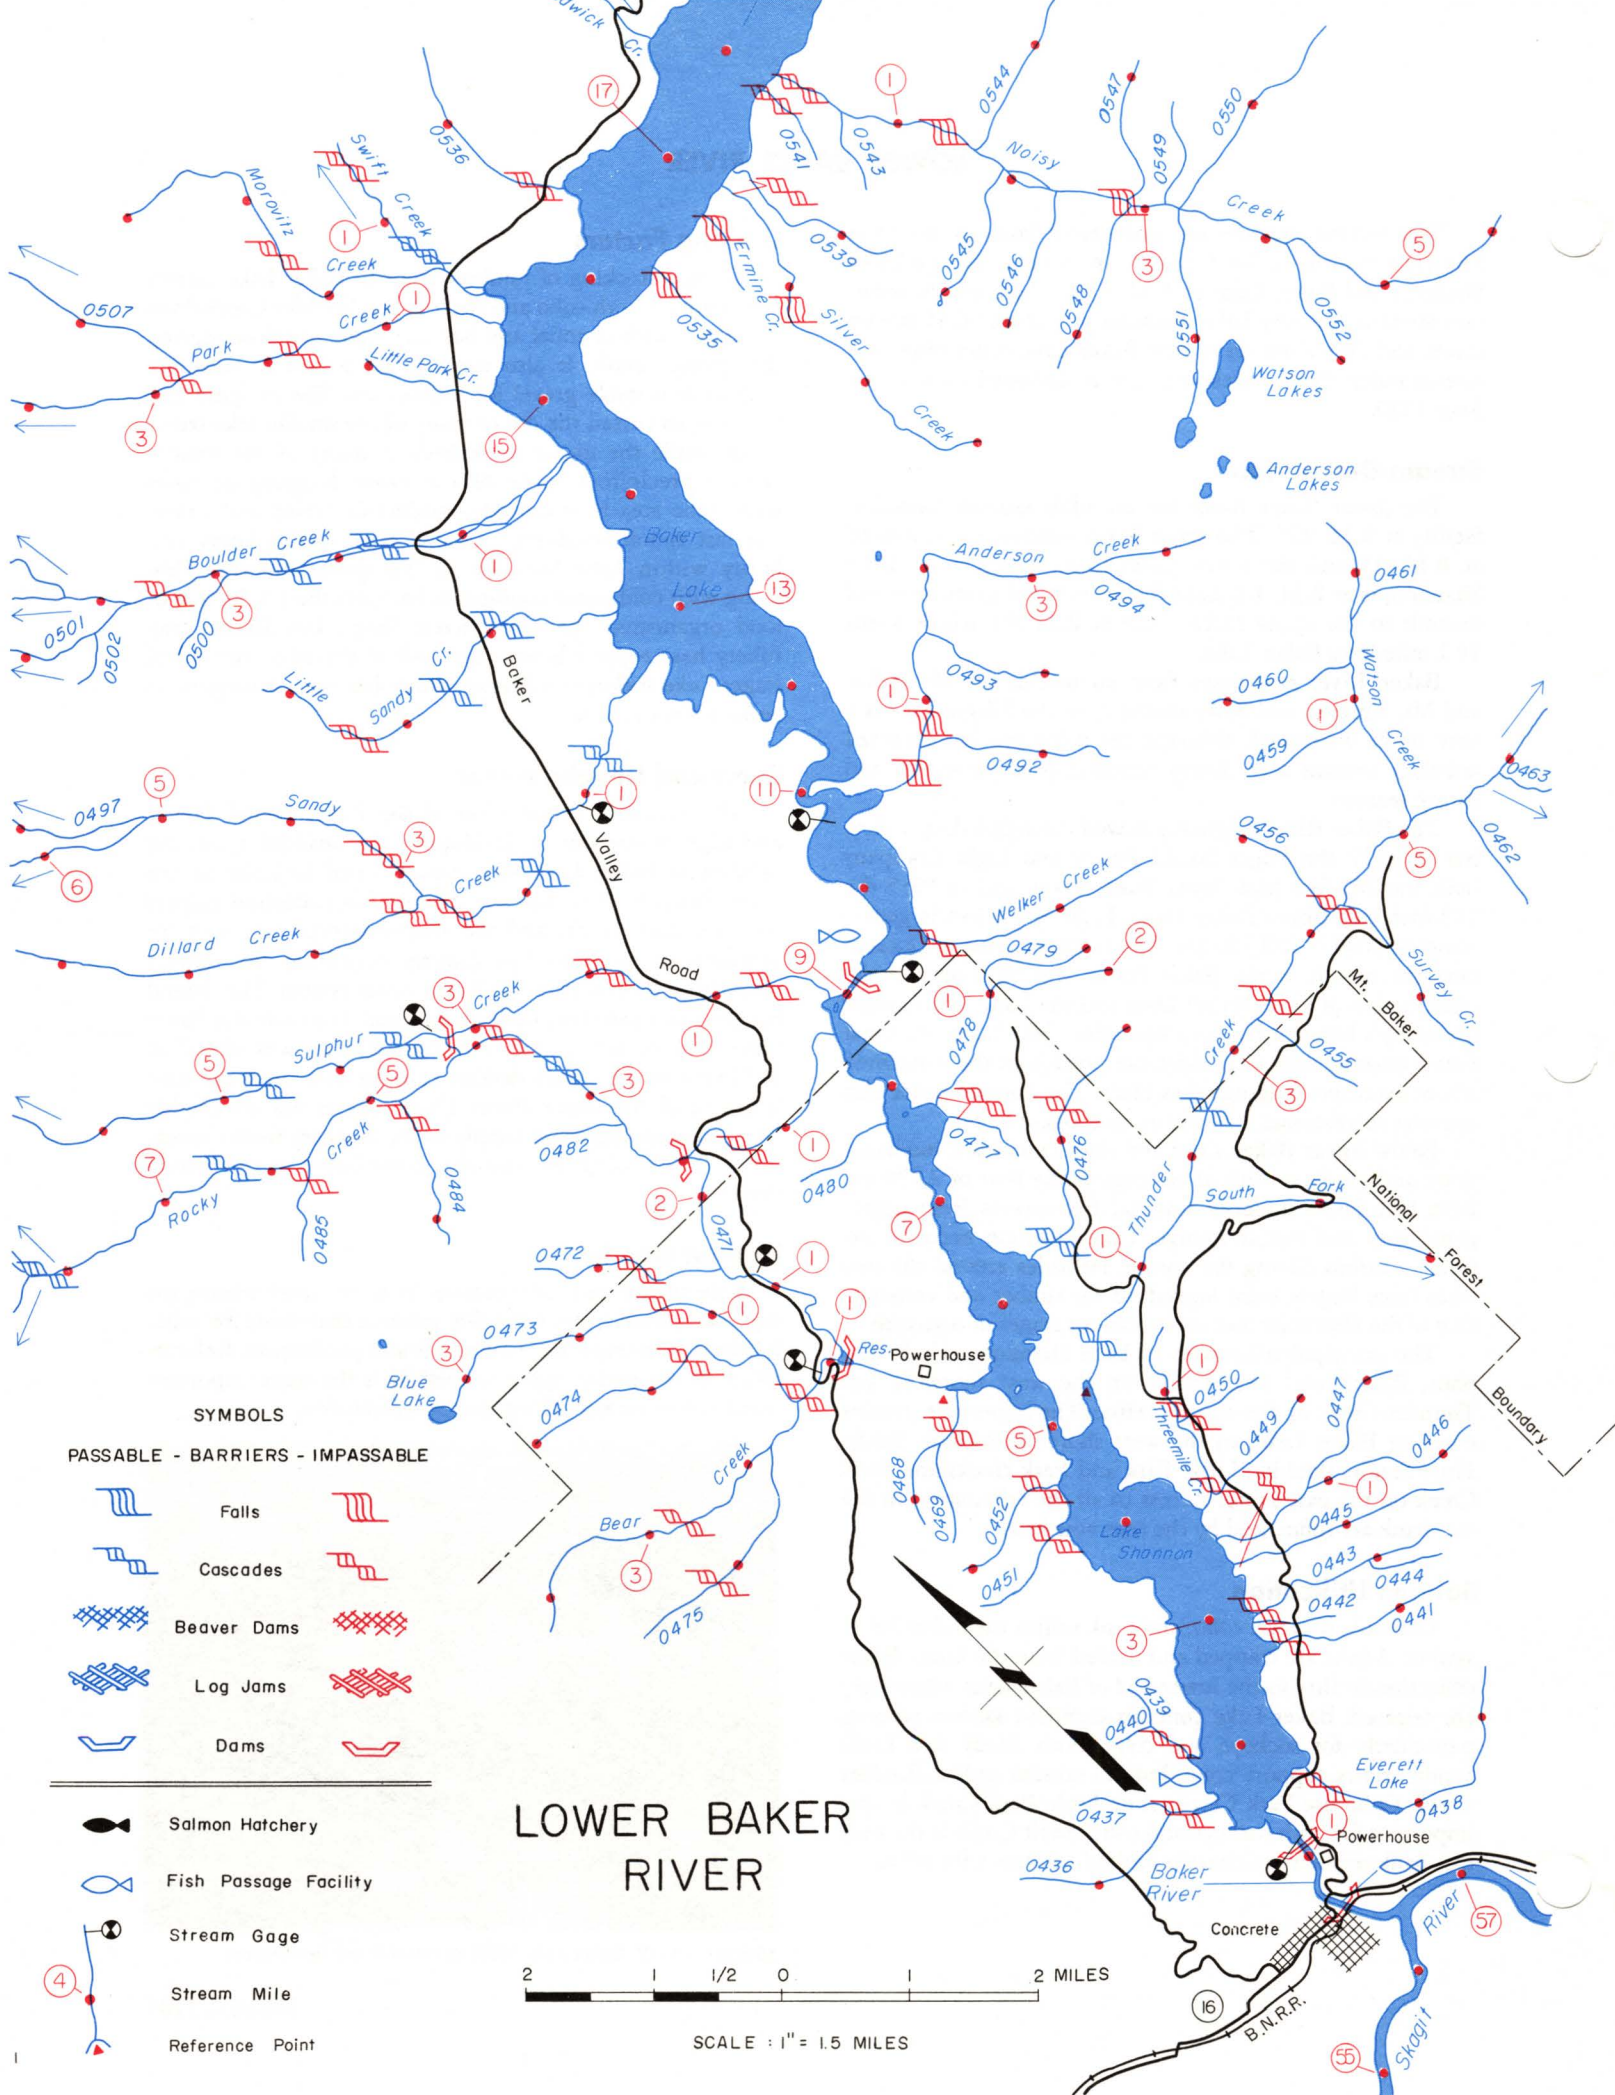 Cr.
17
1
0544
0547
0550
0536
0541
0543
0549
Noisy
Swift
Creek
Morovitz
Creek
1
Creek
3
5
0539
0545
0546
0548
0551
0552
Ermine Cr.
Silver
Creek
0535
0507
Creek
1
Park
Little Park Cr.
3
Watson
Lakes
15
Anderson
Lakes
Baker
Lake
13
Boulder Creek
1
3
0501
0502
0500
Anderson Creek
3
0494
0461
0493
1
0460
Watson
Creek
1
0459
0492
0463
0462
Little
Sandy
Cr.
Baker
Valley
Road
11
1
5
0497
Sandy
3
Creek
6
0456
5
Dillard Creek
Welker Creek
0479
2
9
1
0478
Survey
Cr.
Mt.
Baker
National
Forest
Boundary
3
Creek
1
Sulphur
5
5
3
0482
1
0480
0477
0476
0455
3
Creek
Thunder
South Fork
7
Creek
Rocky
0485
0484
2
0471
7
0472
1
1
0473
1
1
3
Res.
Powerhouse
Blue
Lake
0474
5
1
0450
0447
0449
0446
Threemile
Cr.
1
0445
0468
0469
0452
0451
Creek
Bear
3
0475
Lake
Shannon
0443
0444
0442
0441
3
0439
0440
Everett
Lake
0438
0437
1
Powerhouse
0436
Baker
River
Concrete
River
57
Skagit
55
16
B.N.R.R.
SYMBOLS
PASSABLE - BARRIERS - IMPASSABLE
Falls
Cascades
Beaver Dams
Log Jams
Dams
Salmon Hatchery
Fish Passage Facility
Stream Gage
4
Stream Mile
Reference Point
LOWER BAKER
RIVER
2 1 1/2 0 1 2 MILES
SCALE : 1" = 1.5 MILES